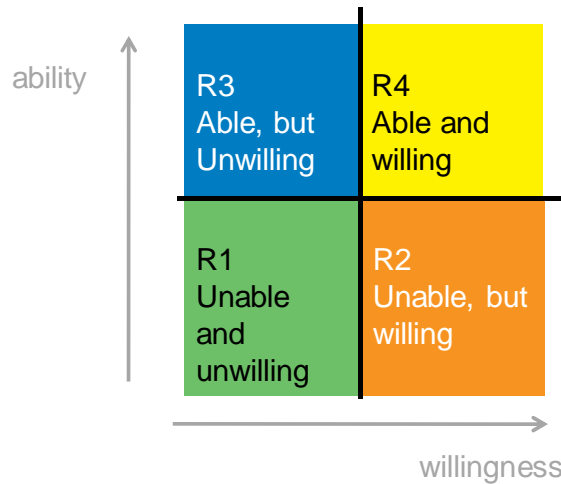 ability
R3
Able, but
Unwilling
R4
Able and
willing
R1
Unable
and
unwilling
R2
Unable, but
willing
willingness